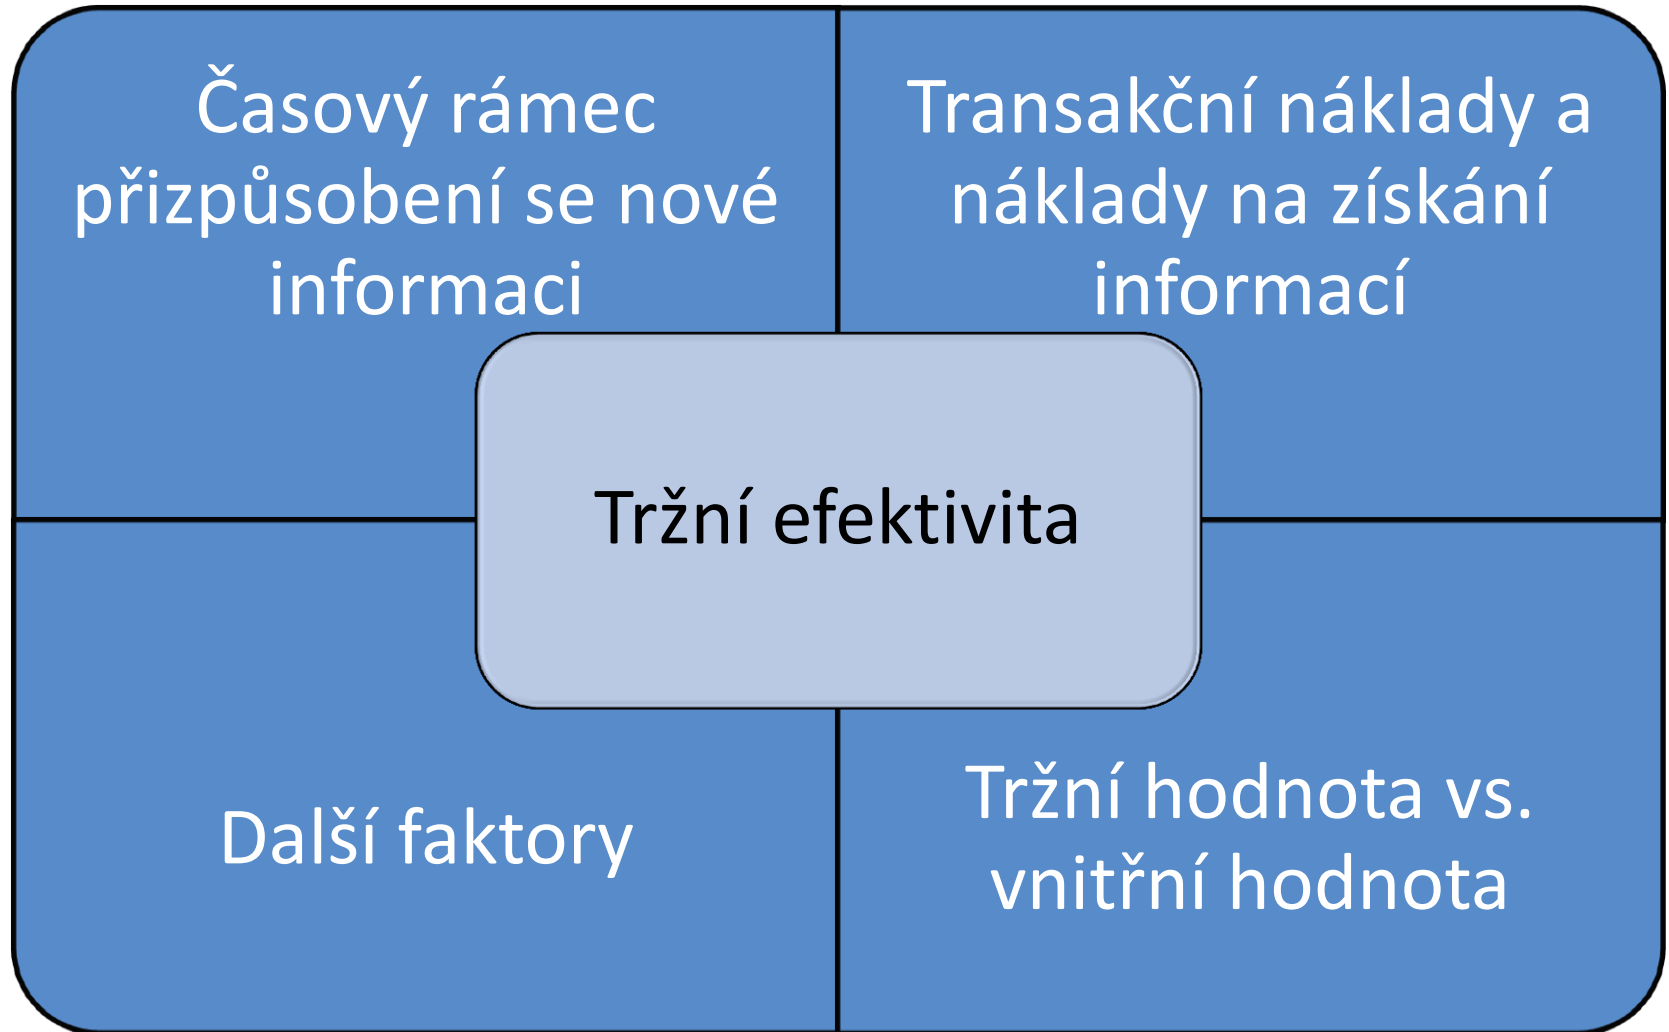 Časový rámec
přizpůsobení se nové
informaci
Transakční náklady a
náklady na získání
informací
Tržní efektivita
Další faktory
Tržní hodnota vs.
vnitřní hodnota